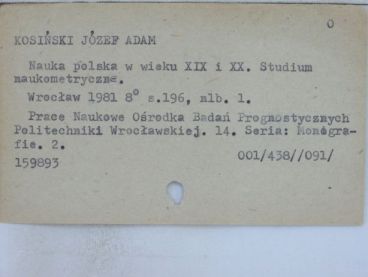 0
KOSIŃSKI JÓZEF ADAM
Nauka polska w wieku XIX i XX. Studium
naukometryczne.
Wrocław 1981 8° s.196, nlb. 1.
Prace Naukowe Ośrodka Badań Prognostycznych
Politechniki Wrocławskiej. 14. Seria: Monogra-
fie. 2.
159893 001/438//091/